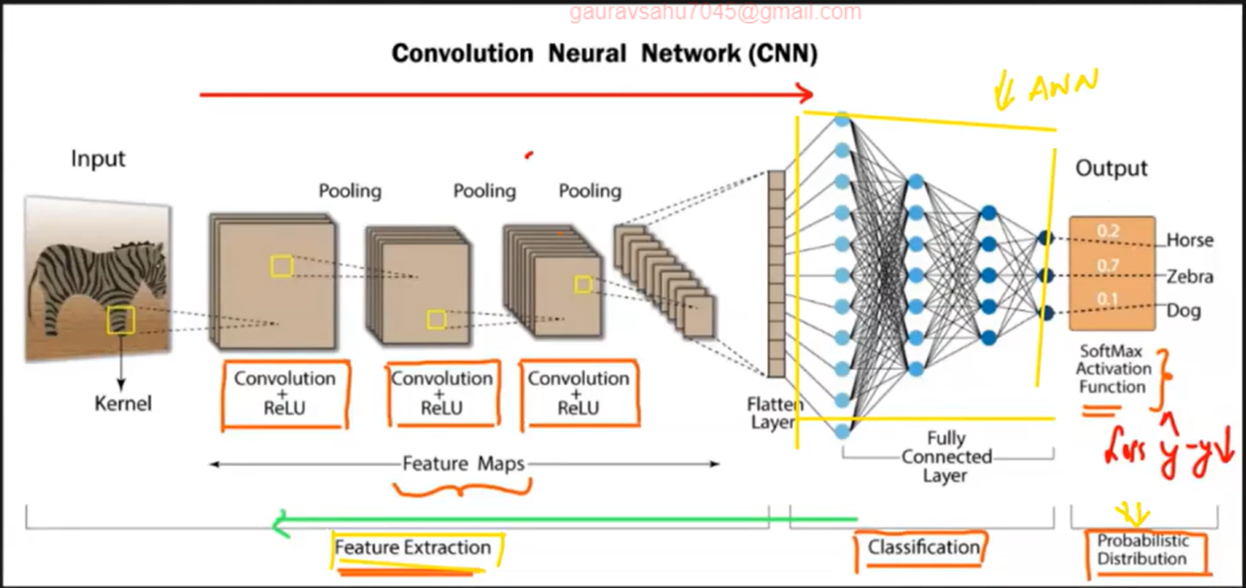 gauravsahu7045@gmail.com
Convolution Neural Network (CNN)
ANN
Input
Output
Pooling
Pooling
Pooling
0.2
Horse
0.7
Zebra
0.1
Dog
Kernel
Convolution
+
ReLU
Convolution
+
ReLU
Convolution
+
ReLU
Flatten
Layer
SoftMax
Activation
Function
Loss ŷ-y↓
Fully
Connected
Layer
Feature Maps
Feature Extraction
Classification
Probabilistic
Distribution